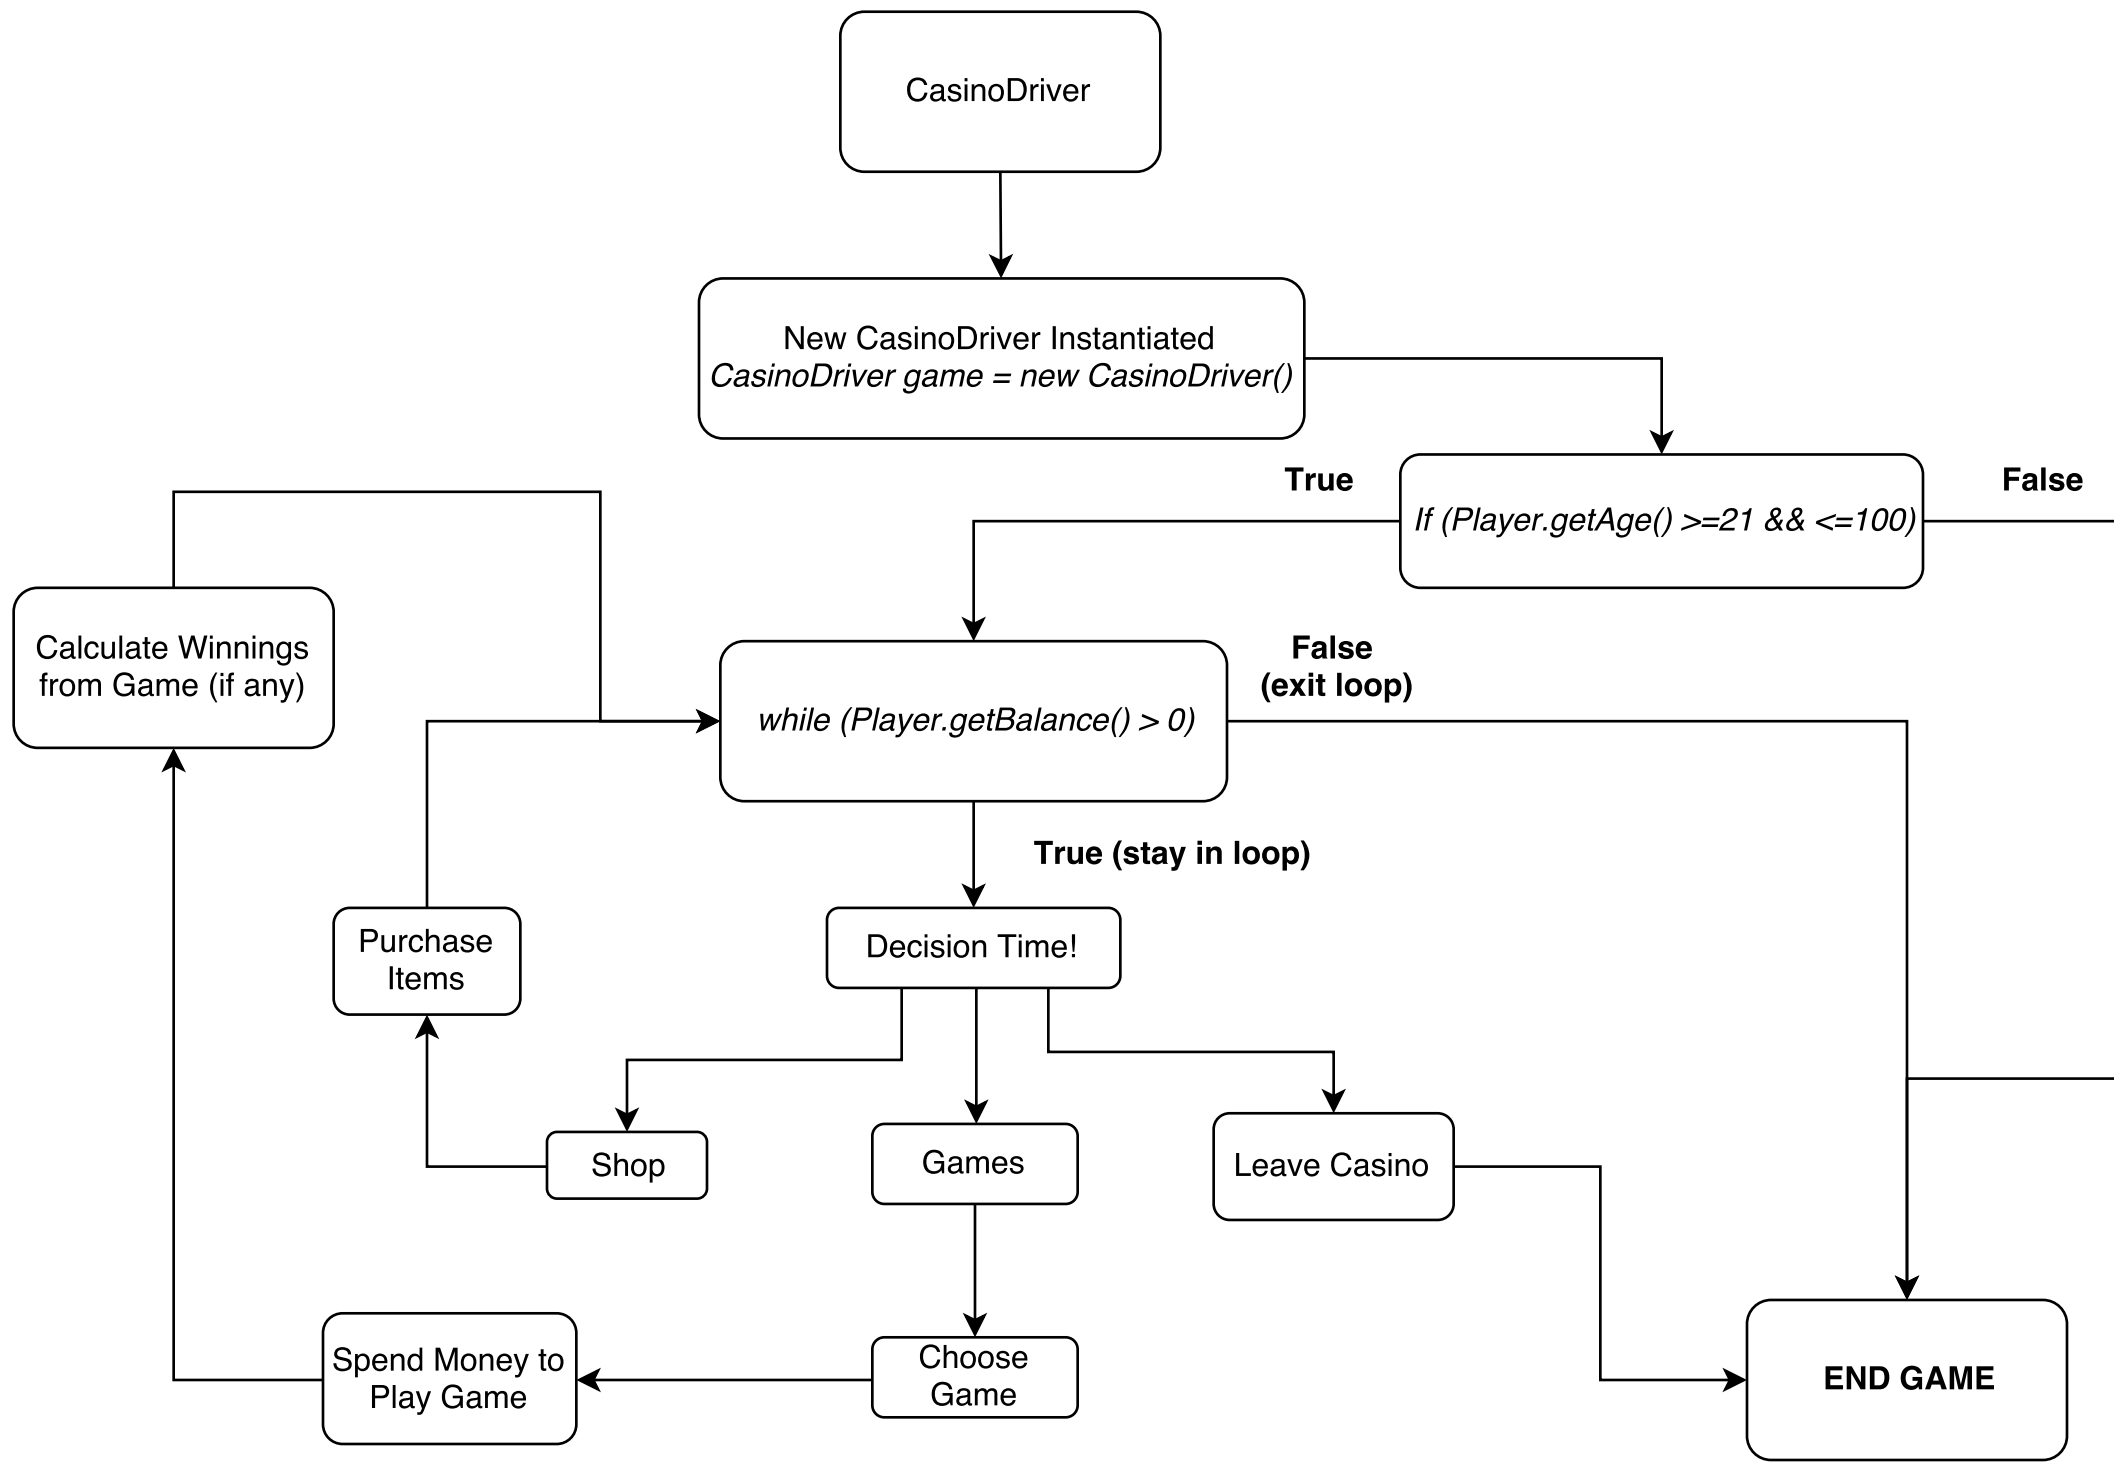 CasinoDriver
New CasinoDriver Instantiated
CasinoDriver game = new CasinoDriver()
True
False
If (Player.getAge() >=21 && <=100)
Calculate Winnings
from Game (if any)
False
(exit loop)
while (Player.getBalance() > 0)
True (stay in loop)
Purchase
Items
Decision Time!
Shop
Games
Leave Casino
Spend Money to
Play Game
Choose
Game
END GAME